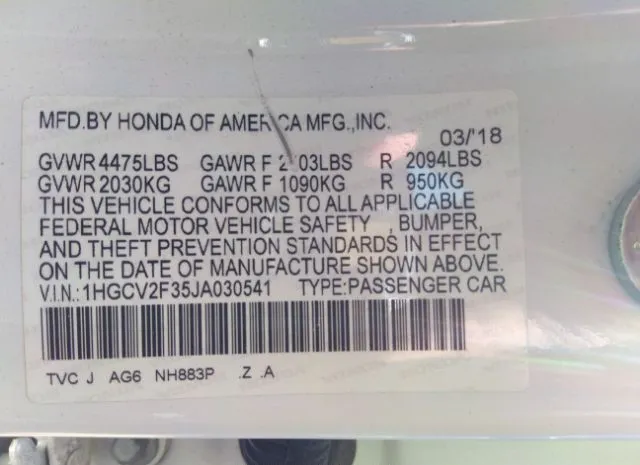 MFD.BY HONDA OF AMERICA MFG.,INC.
03/'18
GVWR 4475LBS GAWR F LBS R 2094LBS
GVWR 2030KG GAWR F 1090KG R 950KG
THIS VEHICLE CONFORMS TO ALL APPLICABLE
FEDERAL MOTOR VEHICLE SAFETY , BUMPER,
AND THEFT PREVENTION STANDARDS IN EFFECT
ON THE DATE OF MANUFACTURE SHOWN ABOVE.
V.I.N.:1HGCV2F35JA030541 TYPE:PASSENGER CAR
TVC J AG6 NH883P .Z .A